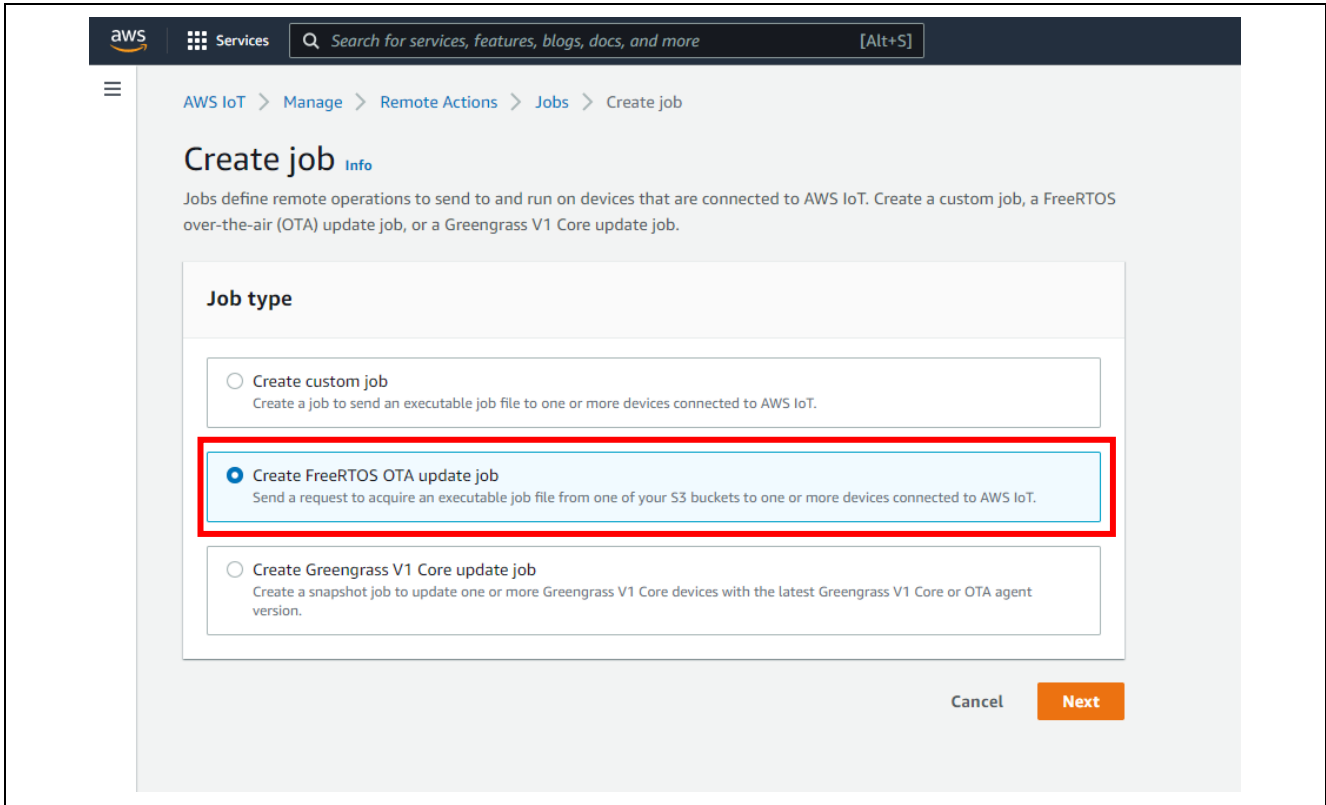 aws
Services
Search for services, features, blogs, docs, and more
[Alt+S]
AWS IoT > Manage > Remote Actions > Jobs > Create job
Create job Info
Jobs define remote operations to send to and run on devices that are connected to AWS IoT. Create a custom job, a FreeRTOS
over-the-air (OTA) update job, or a Greengrass V1 Core update job.
Job type
Create custom job
Create a job to send an executable job file to one or more devices connected to AWS IoT.
Create FreeRTOS OTA update job
Send a request to acquire an executable job file from one of your S3 buckets to one or more devices connected to AWS IoT.
Create Greengrass V1 Core update job
Create a snapshot job to update one or more Greengrass V1 Core devices with the latest Greengrass V1 Core or OTA agent
version.
Cancel
Next